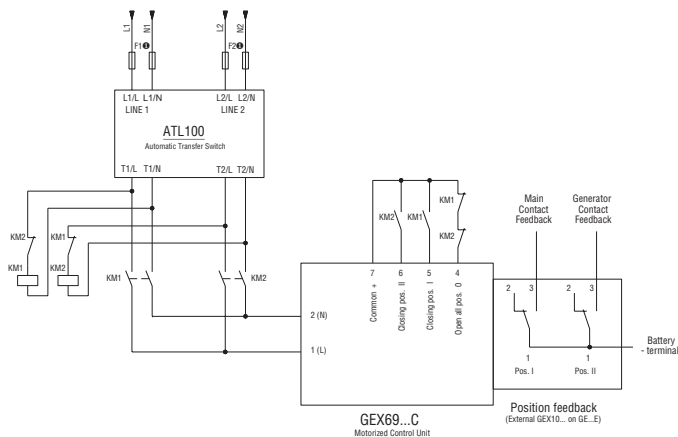 L1
N1
L2
N2
F1❶
F2❶
L1/L L1/N L2/L L2/N
LINE 1 LINE 2
ATL100
Automatic Transfer Switch
T1/L T1/N T2/L T2/N
KM2
KM1
KM1
KM2
KM1
KM2
KM2
KM1
KM1
KM2
Main
Contact
Feedback
Generator
Contact
Feedback
7
6
5
4
Common +
Closing pos. II
Closing pos. I
Open all pos. 0
2 (N)
1 (L)
2 3
2 3
1
Pos. I
1
Pos. II
Battery
- terminal
GEX69...C
Motorized Control Unit
Position feedback
(External GEX10... on GE...E)